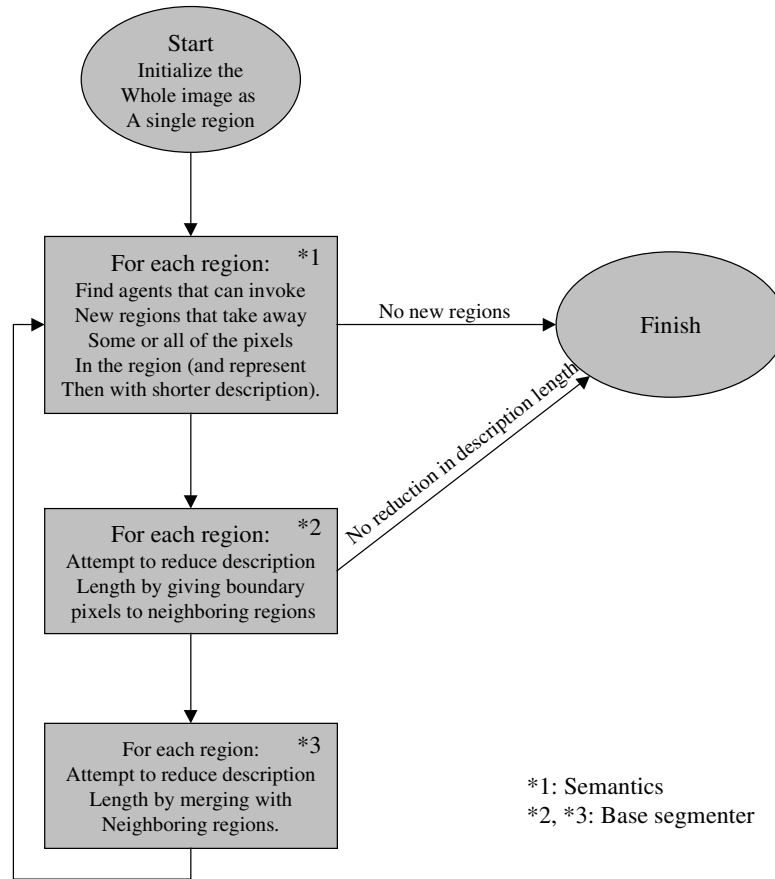 Start
Initialize the
Whole image as
A single region
For each region: *1
Find agents that can invoke
New regions that take away
Some or all of the pixels
In the region (and represent
Then with shorter description).
No new regions
Finish
No reduction in description length
For each region: *2
Attempt to reduce description
Length by giving boundary
pixels to neighboring regions
For each region: *3
Attempt to reduce description
Length by merging with
Neighboring regions.
*1: Semantics
*2, *3: Base segmenter